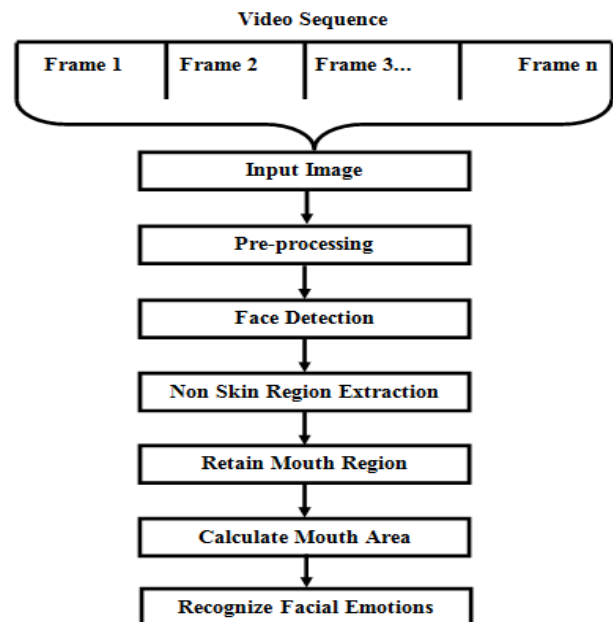 Video Sequence
Frame 1 Frame 2 Frame 3... Frame n
Input Image
Pre-processing
Face Detection
Non Skin Region Extraction
Retain Mouth Region
Calculate Mouth Area
Recognize Facial Emotions